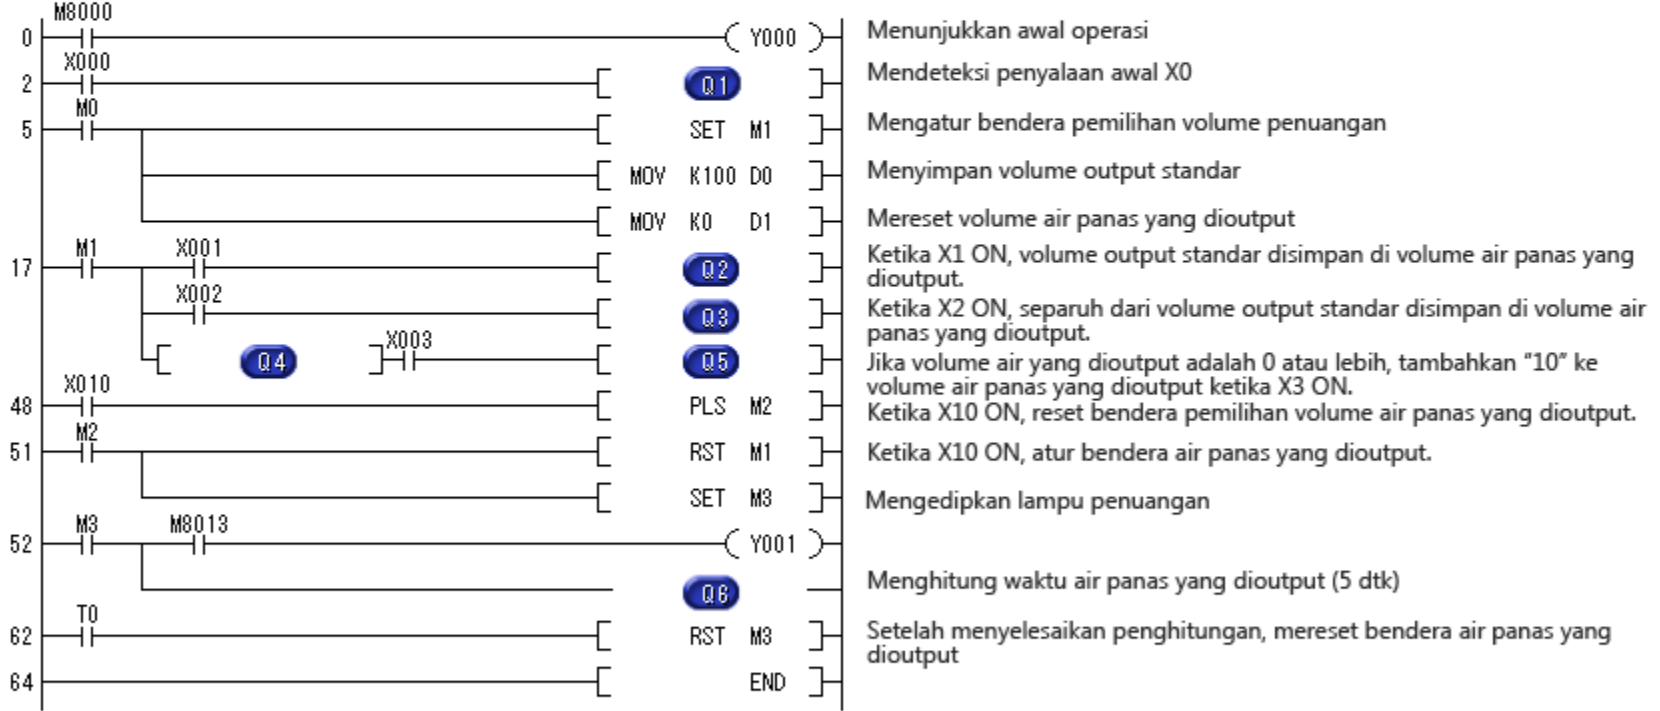 M8000
0 ( Y000 ) Menunjukkan awal operasi
X000
2 [ Q1 ] Mendeteksi penyalaan awal X0
M0
5 [ SET M1 ] Mengatur bendera pemilihan volume penuangan
[ MOV K100 D0 ] Menyimpan volume output standar
[ MOV K0 D1 ] Mereset volume air panas yang dioutput
M1 X001
17 [ Q2 ] Ketika X1 ON, volume output standar disimpan di volume air panas yang
dioutput.
X002
[ Q3 ] Ketika X2 ON, separuh dari volume output standar disimpan di volume air
panas yang dioutput.
X003
[ Q4 ] [ Q5 ] Jika volume air yang dioutput adalah 0 atau lebih, tambahkan "10" ke
volume air panas yang dioutput ketika X3 ON.
X010
48 [ PLS M2 ] Ketika X10 ON, reset bendera pemilihan volume air panas yang dioutput.
M2
51 [ RST M1 ] Ketika X10 ON, atur bendera air panas yang dioutput.
[ SET M3 ] Mengedipkan lampu penuangan
M3 M8013
52 ( Y001 )
Q6 Menghitung waktu air panas yang dioutput (5 dtk)
T0
62 [ RST M3 ] Setelah menyelesaikan penghitungan, mereset bendera air panas yang
dioutput
64 [ END ]